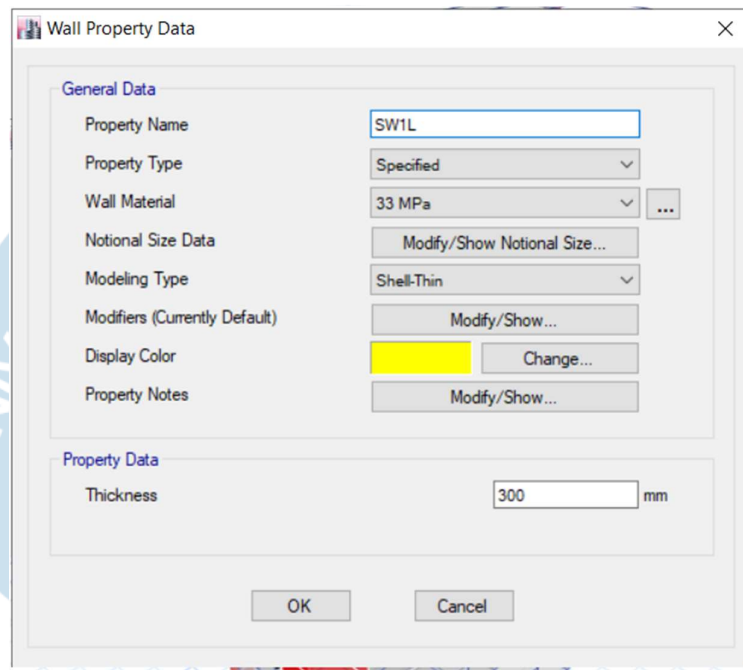 Wall Property Data
General Data
Property Name SW1L
Property Type Specified
Wall Material 33 MPa ...
Notional Size Data Modify/Show Notional Size...
Modeling Type Shell-Thin
Modifiers (Currently Default) Modify/Show...
Display Color Change...
Property Notes Modify/Show...
Property Data
Thickness 300 mm
OK Cancel